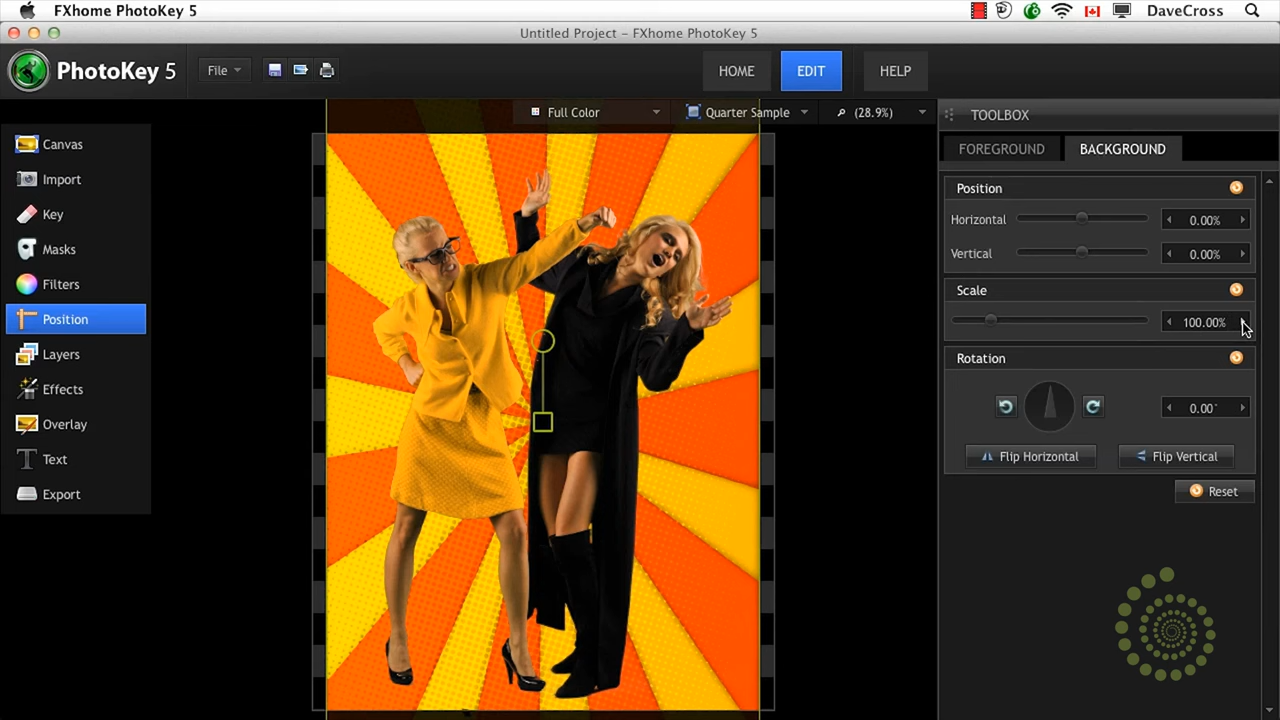 FXhome PhotoKey 5
DaveCross
Untitled Project – FXhome PhotoKey 5
PhotoKey 5
File
HOME
EDIT
HELP
Full Color
Quarter Sample
(28.9%)
TOOLBOX
FOREGROUND
BACKGROUND
Canvas
Import
Key
Masks
Filters
Position
Layers
Effects
Overlay
Text
Export
Position
Horizontal
0.00%
Vertical
0.00%
Scale
100.00%
Rotation
0.00°
Flip Horizontal
Flip Vertical
Reset